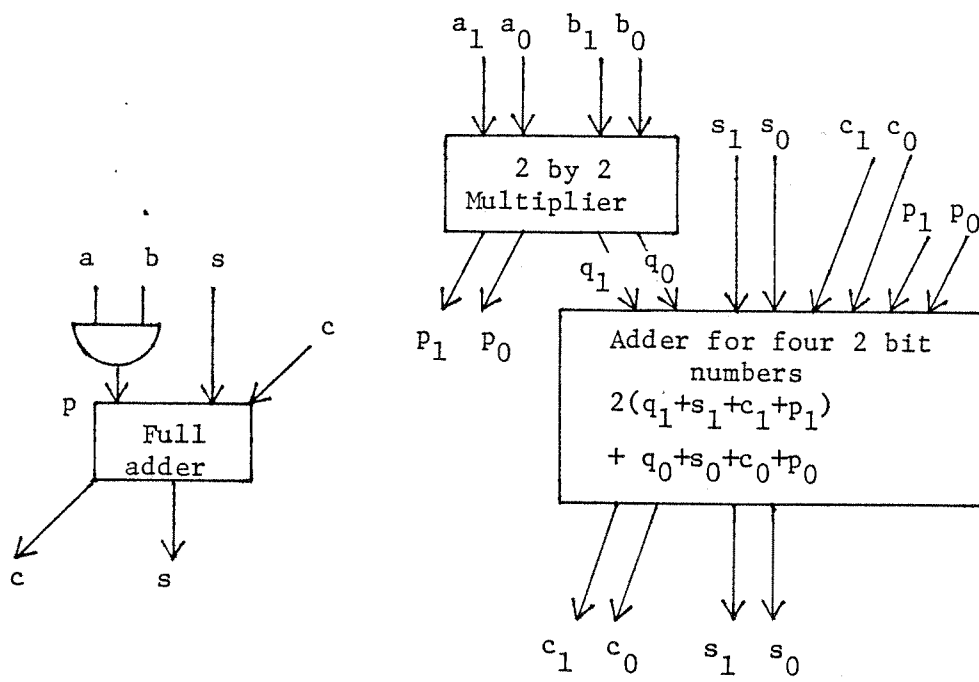 a b s
c
p
Full
adder
c s
a₁ a₀ b₁ b₀
2 by 2
Multiplier
s₁ s₀ c₁ c₀
p₁ p₀
q₁ q₀
p₁ p₀
Adder for four 2 bit
numbers
2(q₁+s₁+c₁+p₁)
+ q₀+s₀+c₀+p₀
c₁ c₀ s₁ s₀